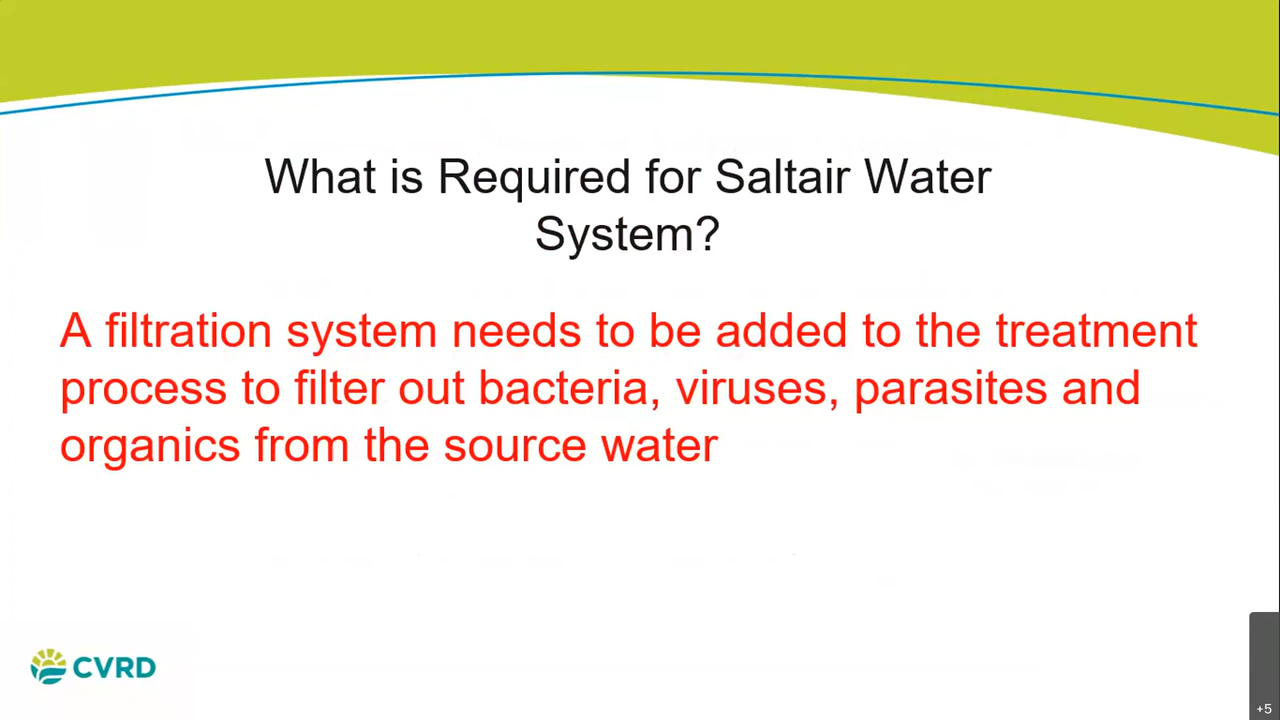 What is Required for Saltair Water
System?
A filtration system needs to be added to the treatment
process to filter out bacteria, viruses, parasites and
organics from the source water
CVRD
+5